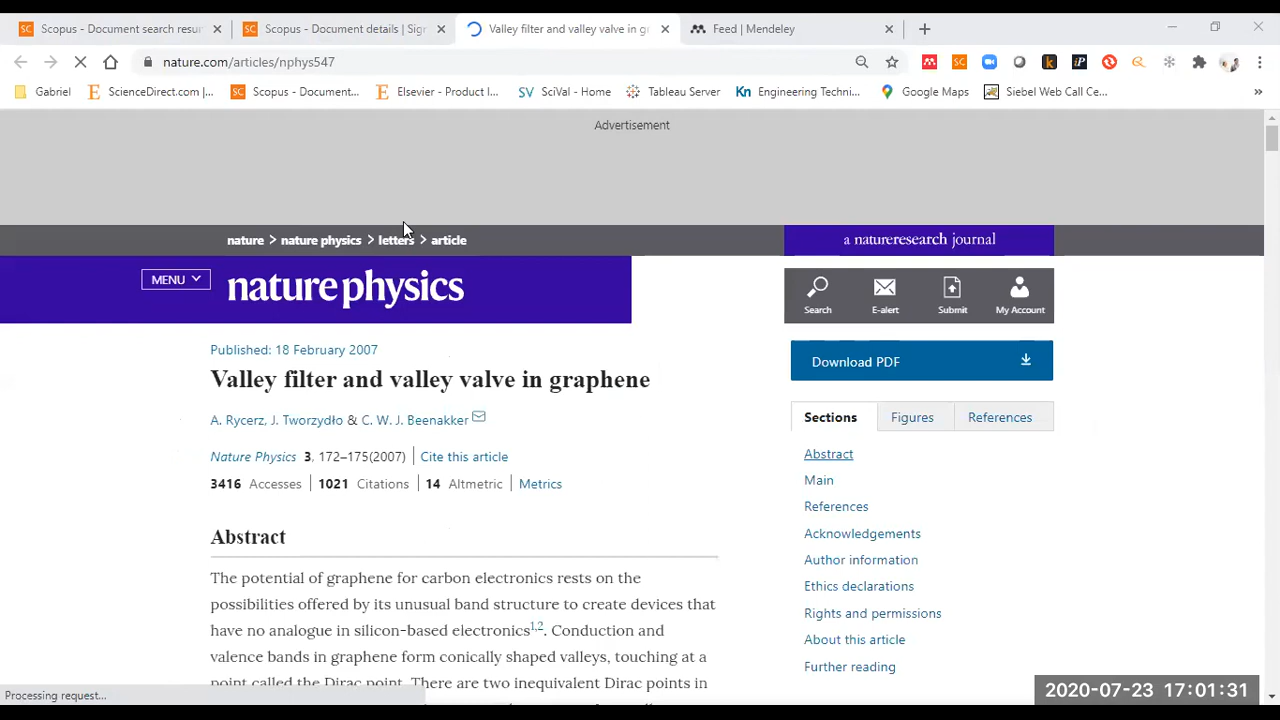 Scopus - Document search resu
Scopus - Document details | Sig
Valley filter and valley valve in g
Feed | Mendeley
nature.com/articles/nphys547
Gabriel
ScienceDirect.com |...
Scopus - Document...
Elsevier - Product I...
SV SciVal - Home
Tableau Server
Kn Engineering Techni...
Google Maps
Siebel Web Call Ce...
»
Advertisement
nature > nature physics > letters > article
a natureresearch journal
MENU
nature physics
Search
E-alert
Submit
My Account
Published: 18 February 2007
Download PDF
Valley filter and valley valve in graphene
A. Rycerz, J. Tworzydło & C. W. J. Beenakker
Sections
Figures
References
Nature Physics 3, 172–175(2007) | Cite this article
3416 Accesses | 1021 Citations | 14 Altmetric | Metrics
Abstract
Main
References
Acknowledgements
Author information
Ethics declarations
Rights and permissions
About this article
Further reading
Abstract
The potential of graphene for carbon electronics rests on the
possibilities offered by its unusual band structure to create devices that
have no analogue in silicon-based electronics1,2. Conduction and
valence bands in graphene form conically shaped valleys, touching at a
point called the Dirac point. There are two inequivalent Dirac points in
Processing request...
2020-07-23 17:01:31